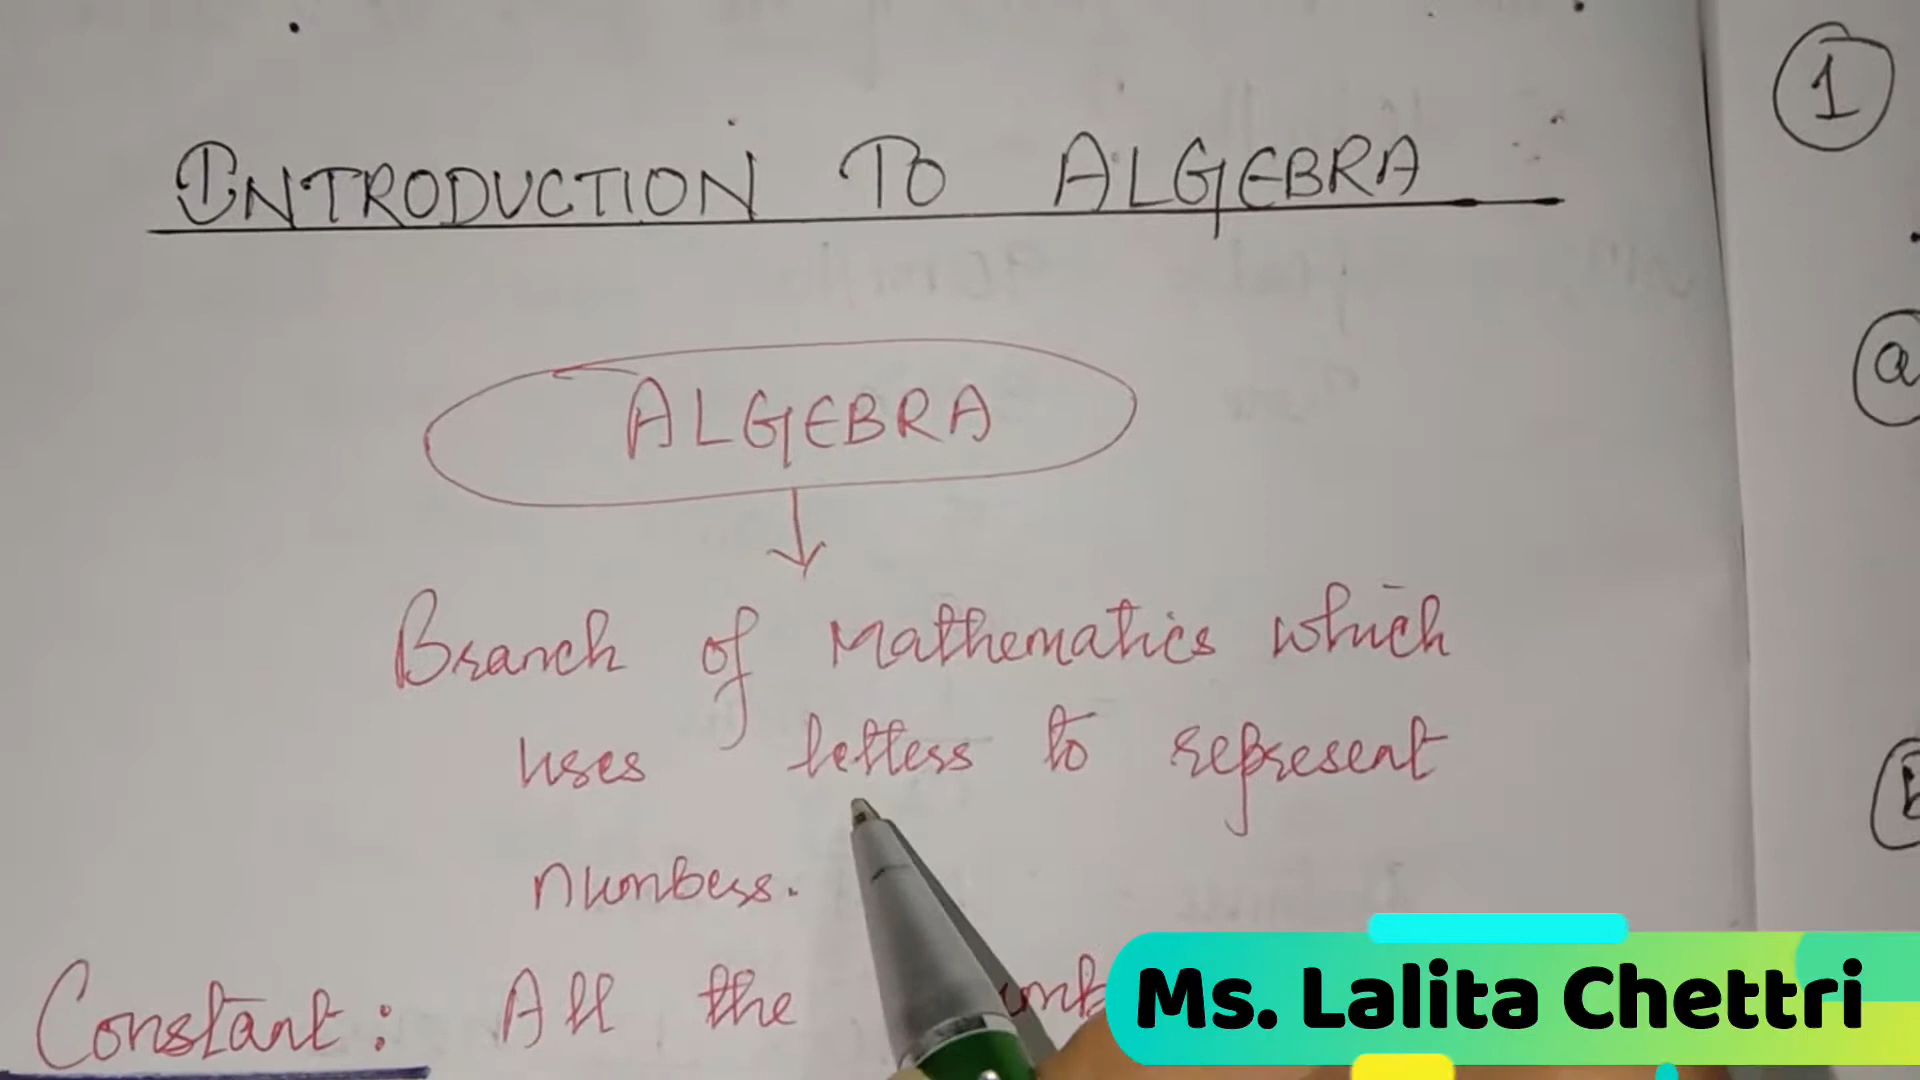 INTRODUCTION TO ALGEBRA
1
a
ALGEBRA
Branch of Mathematics which
uses letters to represent
numbers.
Constant: All the
Ms. Lalita Chettri